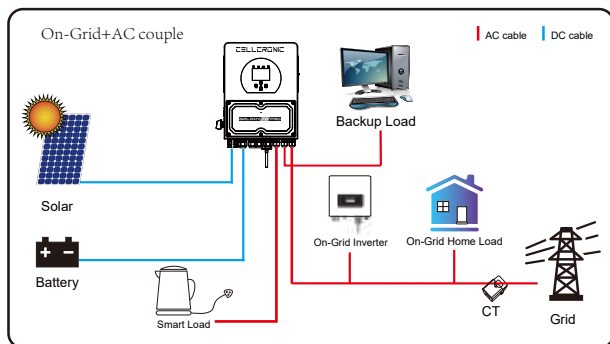 On-Grid+AC couple
AC cable
DC cable
CELLCRONIC
Backup Load
Solar
On-Grid Inverter
On-Grid Home Load
Battery
Smart Load
CT
Grid